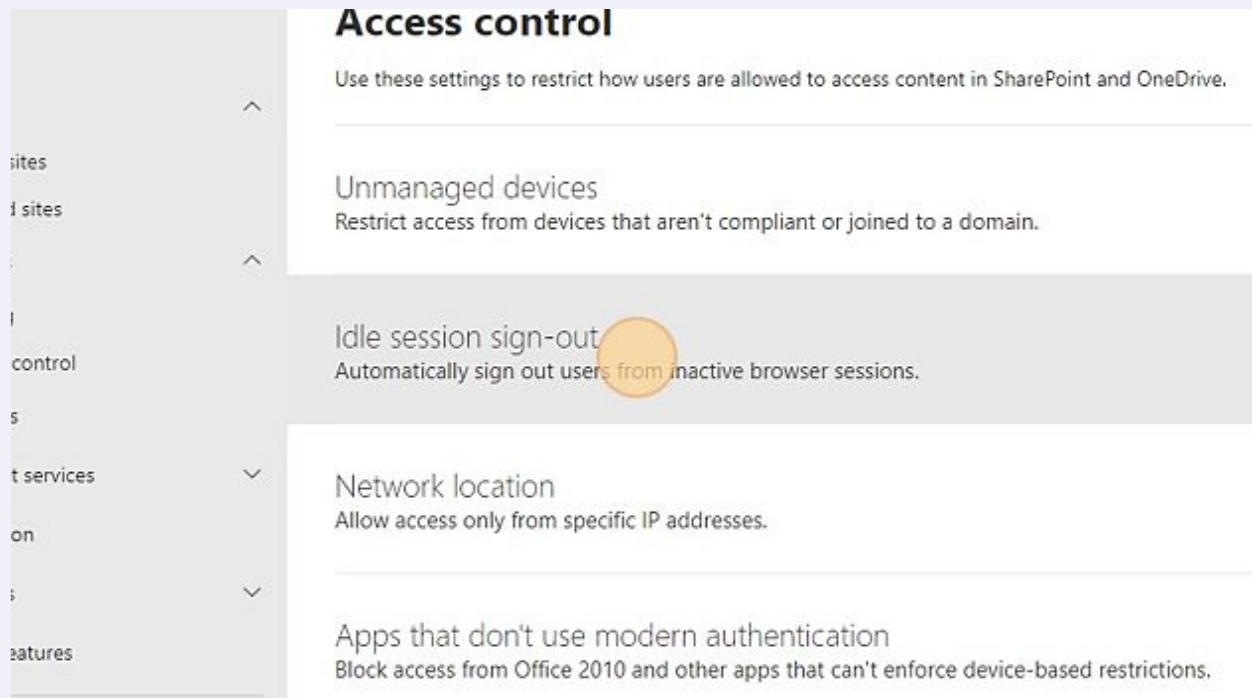 Access control
Use these settings to restrict how users are allowed to access content in SharePoint and OneDrive.
sites
sites
Unmanaged devices
Restrict access from devices that aren't compliant or joined to a domain.
control
Idle session sign-out
Automatically sign out users from inactive browser sessions.
s
t services
Network location
Allow access only from specific IP addresses.
on
eatures
Apps that don't use modern authentication
Block access from Office 2010 and other apps that can't enforce device-based restrictions.